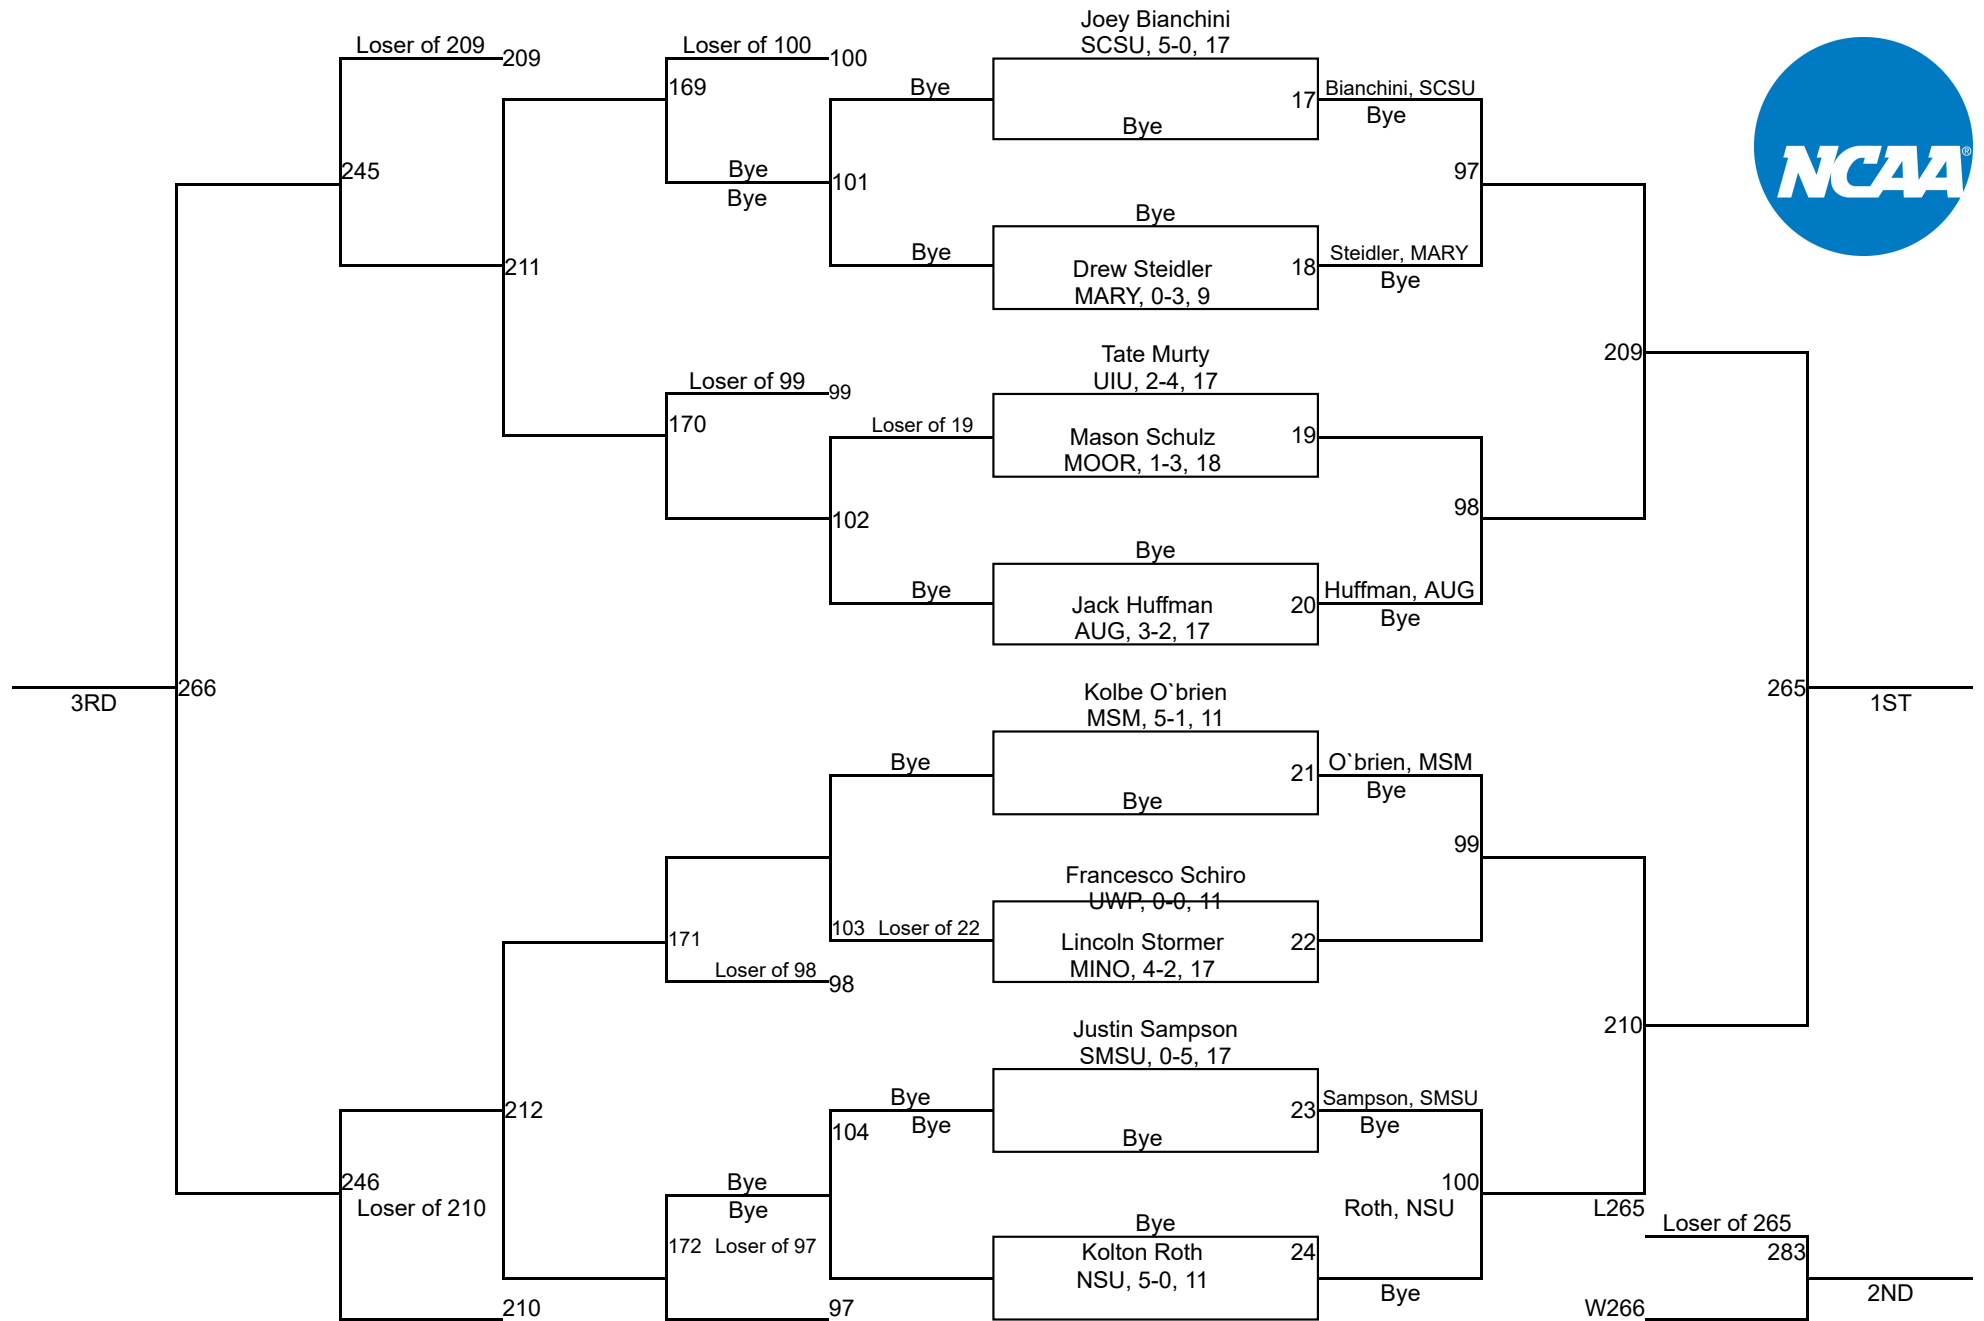 Joey Bianchini
Loser of 209
209
Loser of 100
100
SCSU, 5-0, 17
169
Bye
17
Bianchini, SCSU
Bye
Bye
NCAA®
245
Bye
Bye
101
97
Bye
211
Bye
Drew Steidler
MARY, 0-3, 9
18
Steidler, MARY
Bye
Tate Murty
UIU, 2-4, 17
209
Loser of 99
99
170
Loser of 19
Mason Schulz
MOOR, 1-3, 18
19
102
98
Bye
Bye
Jack Huffman
AUG, 3-2, 17
20
Huffman, AUG
Bye
3RD
266
Kolbe O`brien
MSM, 5-1, 11
265
1ST
Bye
21
O`brien, MSM
Bye
Bye
99
Francesco Schiro
UWP, 0-0, 11
171
103
Loser of 22
Lincoln Stormer
MINO, 4-2, 17
22
Loser of 98
98
Justin Sampson
SMSU, 0-5, 17
210
212
Bye
Bye
104
23
Sampson, SMSU
Bye
Bye
246
Loser of 210
Bye
Bye
100
Roth, NSU
L265
Loser of 265
172
Loser of 97
Bye
Kolton Roth
NSU, 5-0, 11
24
283
Bye
2ND
210
97
W266